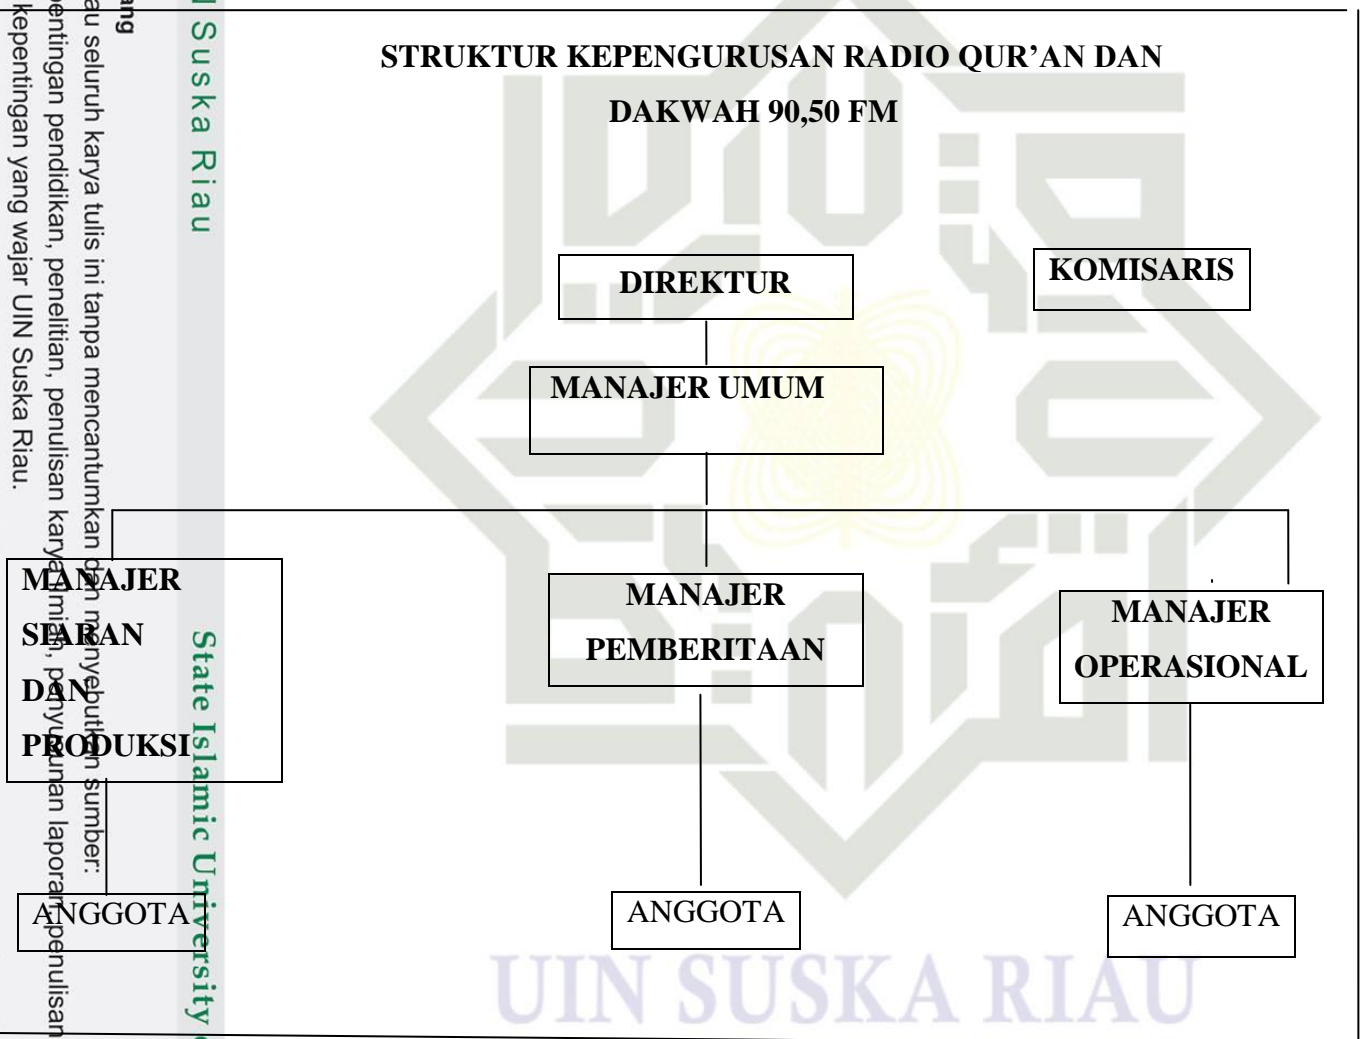 STRUKTUR KEPENGURUSAN RADIO QUR’AN DAN
DAKWAH 90,50 FM
DIREKTUR
KOMISARIS
MANAJER UMUM
MANAJER
SIARAN
DAN
PRODUKSI
MANAJER
PEMBERITAAN
MANAJER
OPERASIONAL
ANGGOTA
ANGGOTA
ANGGOTA
UIN SUSKA RIAU
Suska Riau
State Islamic University
seluruh karya tulis ini tanpa mencantumkan dan menyebutkan sumber:
pendidikan, penelitian, penulisan karya ilmiah, penyusunan laporan, penulisan
kepentingan yang wajar UIN Suska Riau.